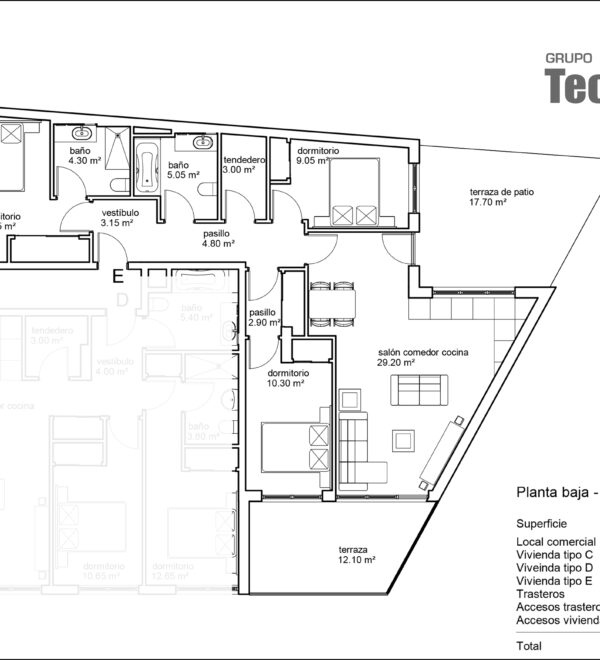 GRUPO
Tec
baño
4.30 m²
baño
5.05 m²
tendedero
3.00 m²
dormitorio
9.05 m²
terraza de patio
17.70 m²
vestíbulo
3.15 m²
pasillo
4.80 m²
E
D
pasillo
2.90 m²
baño
5.40 m²
tendedero
3.00 m²
vestíbulo
4.00 m²
salón comedor cocina
29.20 m²
dormitorio
10.30 m²
cocina
baño
3.80 m²
dormitorio
10.65 m²
dormitorio
12.65 m²
terraza
12.10 m²
Planta baja -
Superficie
Local comercial
Vivienda tipo C
Viveinda tipo D
Vivienda tipo E
Trasteros
Accesos trastero
Accesos vivienda
Total